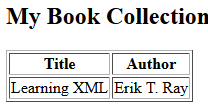 My Book Collection
Title Author
Learning XML Erik T. Ray